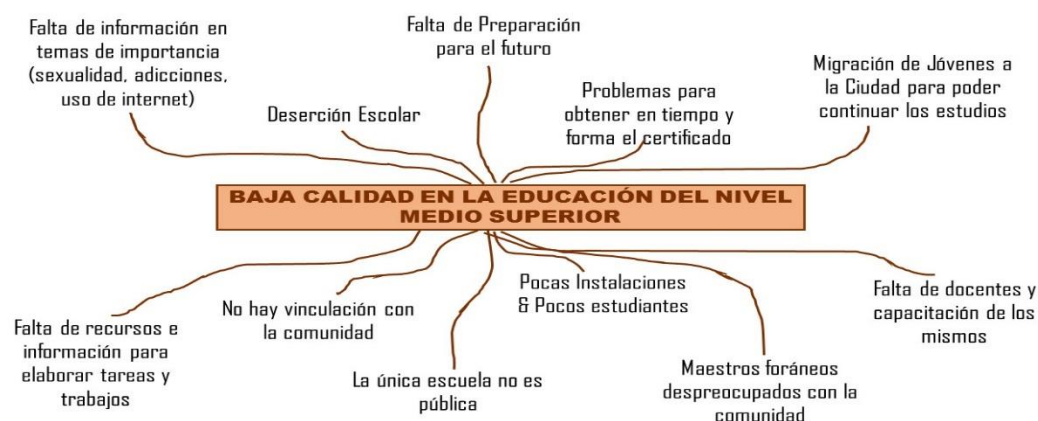 Falta de información en
temas de importancia
(sexualidad, adicciones,
uso de internet)
Deserción Escolar
Falta de Preparación
para el futuro
Problemas para
obtener en tiempo y
forma el certificado
Migración de Jóvenes a
la Ciudad para poder
continuar los estudios
BAJA CALIDAD EN LA EDUCACIÓN DEL NIVEL
MEDIO SUPERIOR
Falta de recursos e
información para
elaborar tareas y
trabajos
No hay vinculación con
la comunidad
La única escuela no es
pública
Pocas Instalaciones
& Pocos estudiantes
Maestros foráneos
despreocupados con la
comunidad
Falta de docentes y
capacitación de los
mismos